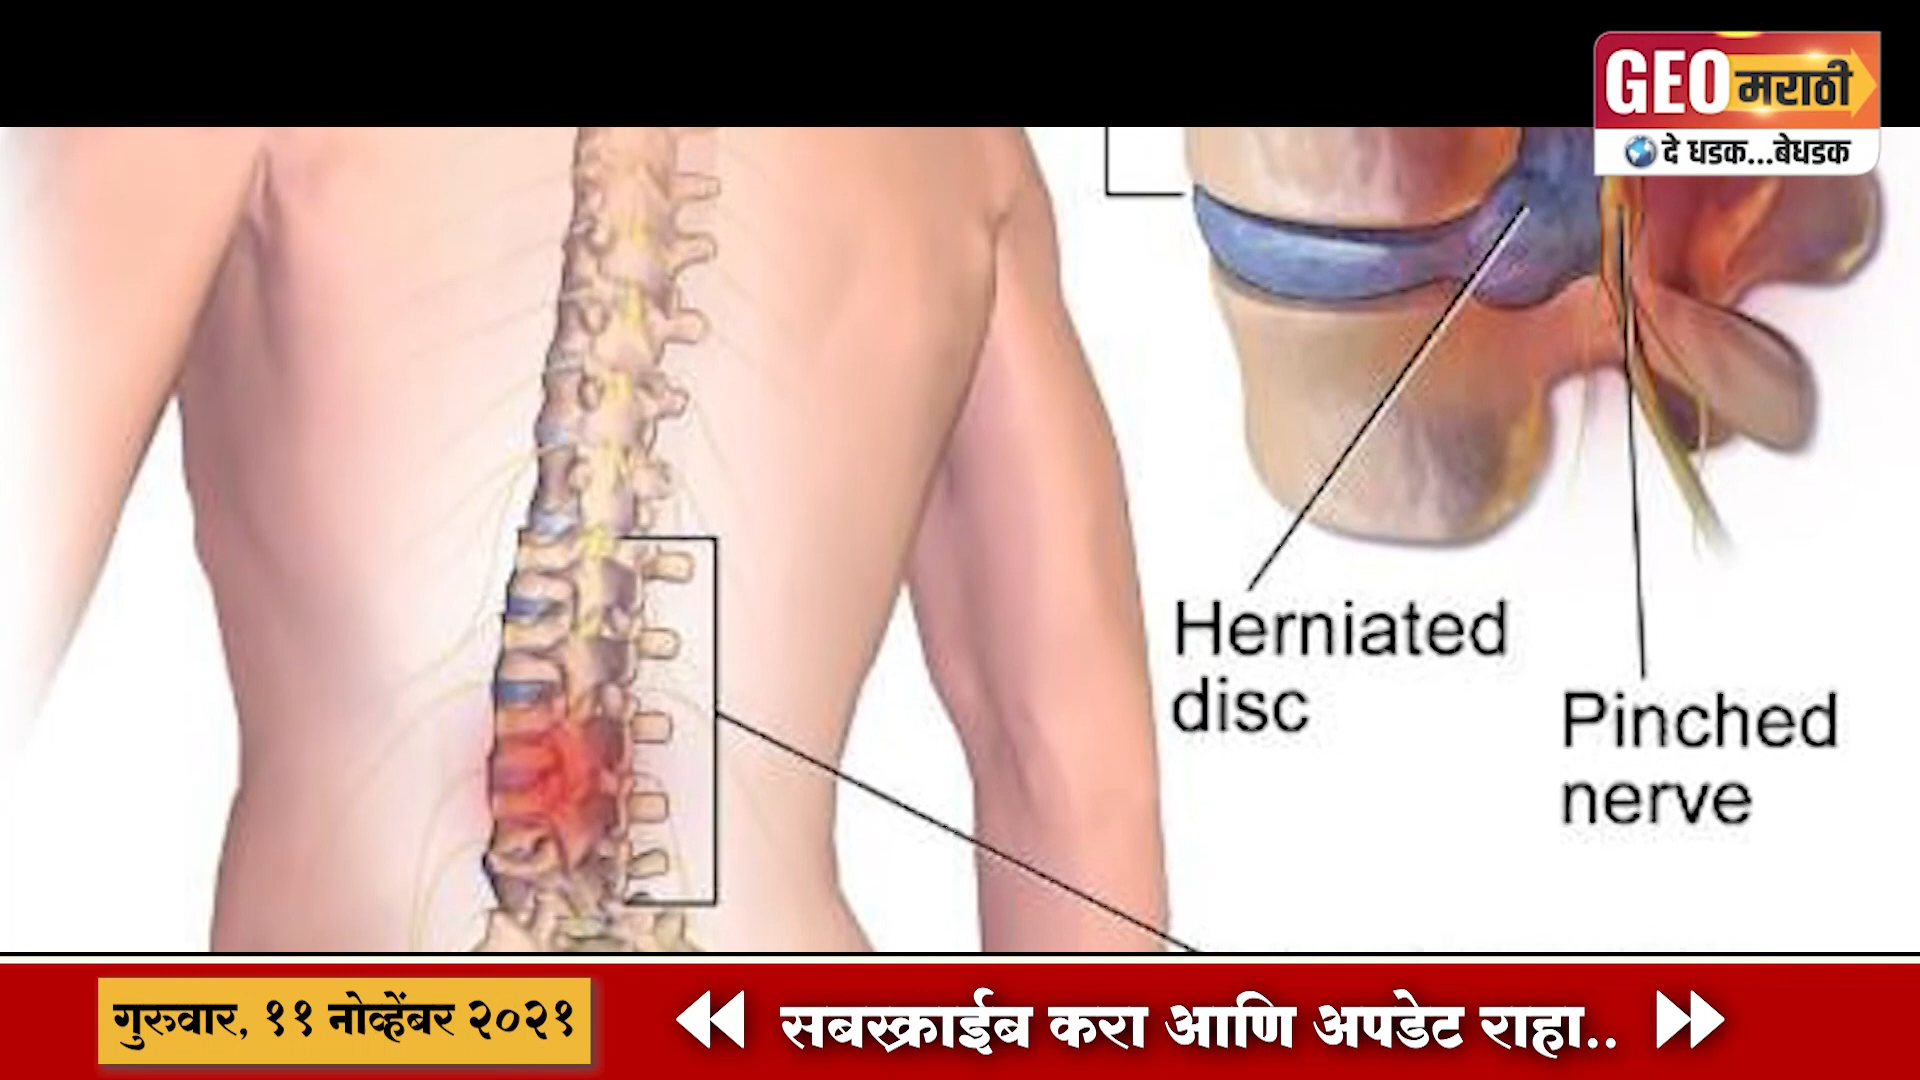 GEO मराठी
दे धडक...बेधडक
Herniated
disc
Pinched
nerve
गुरुवार, ११ नोव्हेंबर २०२१
सबस्क्राईब करा आणि अपडेट राहा..